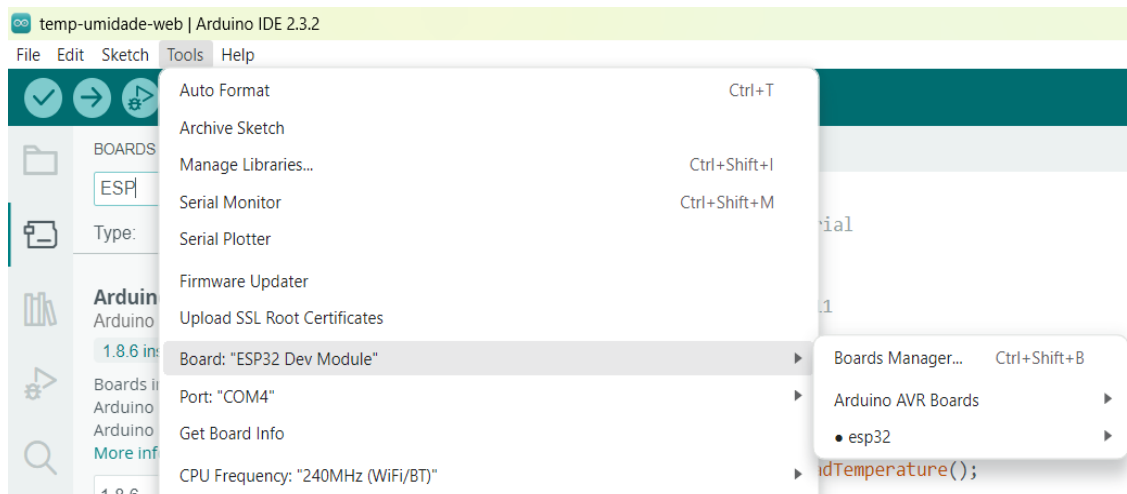 temp-umidade-web | Arduino IDE 2.3.2
File Edit Sketch Tools Help
BOARDS
ESP
Type:
Arduin
Arduino
1.8.6 ins
Boards i
Arduino
Arduino
More inf
1.8.6
Auto Format Ctrl+T
Archive Sketch
Manage Libraries... Ctrl+Shift+I
Serial Monitor Ctrl+Shift+M
Serial Plotter
Firmware Updater
Upload SSL Root Certificates
Board: "ESP32 Dev Module"
Port: "COM4"
Get Board Info
CPU Frequency: "240MHz (WiFi/BT)"
Boards Manager... Ctrl+Shift+B
Arduino AVR Boards
● esp32
rial
11
adTemperature();